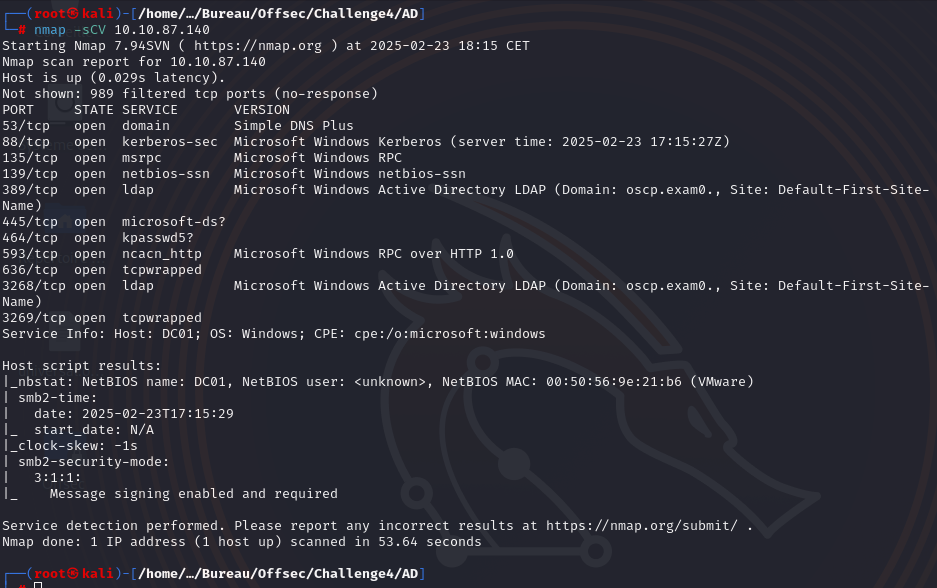 ┌──(root㉿kali)-[/home/…/Bureau/Offsec/Challenge4/AD]
└─# nmap -sCV 10.10.87.140
Starting Nmap 7.94SVN ( https://nmap.org ) at 2025-02-23 18:15 CET
Nmap scan report for 10.10.87.140
Host is up (0.029s latency).
Not shown: 989 filtered tcp ports (no-response)
PORT     STATE SERVICE       VERSION
53/tcp   open  domain        Simple DNS Plus
88/tcp   open  kerberos-sec  Microsoft Windows Kerberos (server time: 2025-02-23 17:15:27Z)
135/tcp  open  msrpc         Microsoft Windows RPC
139/tcp  open  netbios-ssn   Microsoft Windows netbios-ssn
389/tcp  open  ldap          Microsoft Windows Active Directory LDAP (Domain: oscp.exam0., Site: Default-First-Site-
Name)
445/tcp  open  microsoft-ds?
464/tcp  open  kpasswd5?
593/tcp  open  ncacn_http    Microsoft Windows RPC over HTTP 1.0
636/tcp  open  tcpwrapped
3268/tcp open  ldap          Microsoft Windows Active Directory LDAP (Domain: oscp.exam0., Site: Default-First-Site-
Name)
3269/tcp open  tcpwrapped
Service Info: Host: DC01; OS: Windows; CPE: cpe:/o:microsoft:windows

Host script results:
|_nbstat: NetBIOS name: DC01, NetBIOS user: <unknown>, NetBIOS MAC: 00:50:56:9e:21:b6 (VMware)
| smb2-time:
|   date: 2025-02-23T17:15:29
|_  start_date: N/A
|_clock-skew: -1s
| smb2-security-mode:
|   3:1:1:
|_    Message signing enabled and required

Service detection performed. Please report any incorrect results at https://nmap.org/submit/ .
Nmap done: 1 IP address (1 host up) scanned in 53.64 seconds

┌──(root㉿kali)-[/home/…/Bureau/Offsec/Challenge4/AD]
└─#